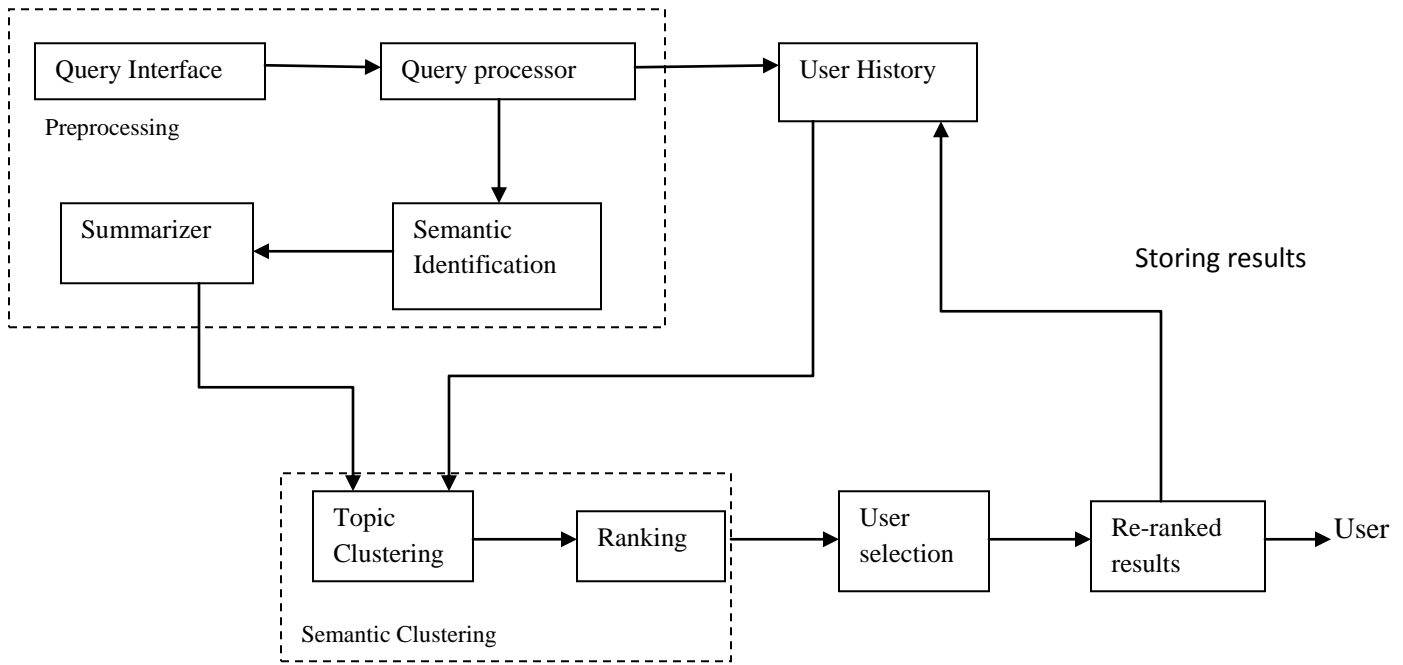 Query Interface
Query processor
User History
Preprocessing
Summarizer
Semantic
Identification
Storing results
Topic
Clustering
Ranking
User
selection
Re-ranked
results
User
Semantic Clustering